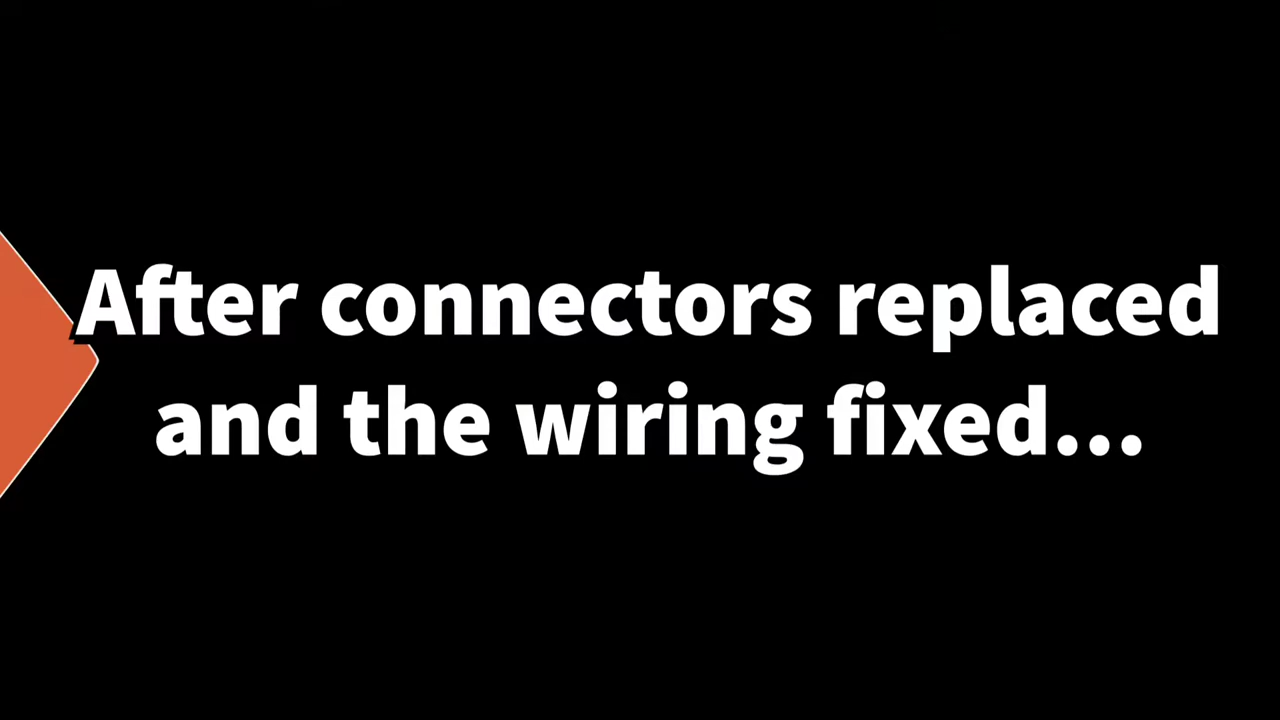 After connectors replaced
and the wiring fixed...